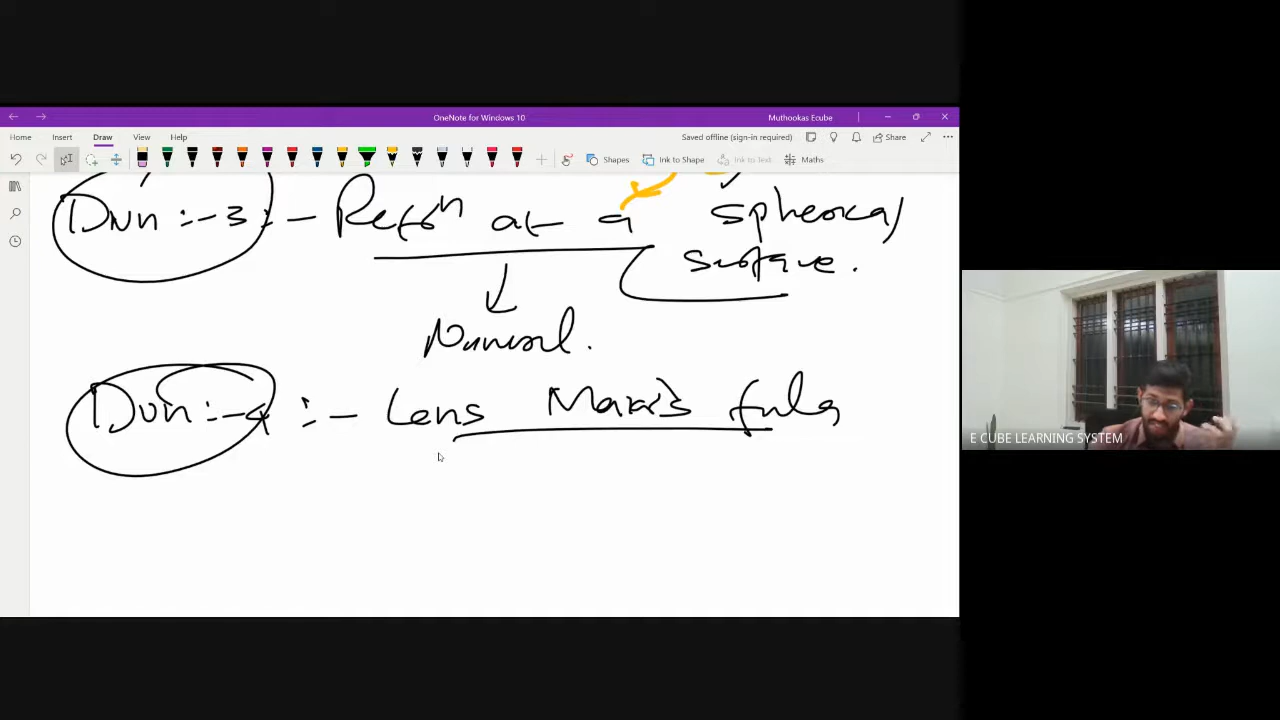 OneNote for Windows 10
Muthookas Ecube
Home Insert Draw View Help
Saved offline (sign-in required)
Share
Shapes
Ink to Shape
Ink to Text
Maths
Dvn :- 3 :- Refrⁿ at a spherical
surface.
Numerol.
Dvn :- 4 :- Lens Maker's fula
E CUBE LEARNING SYSTEM